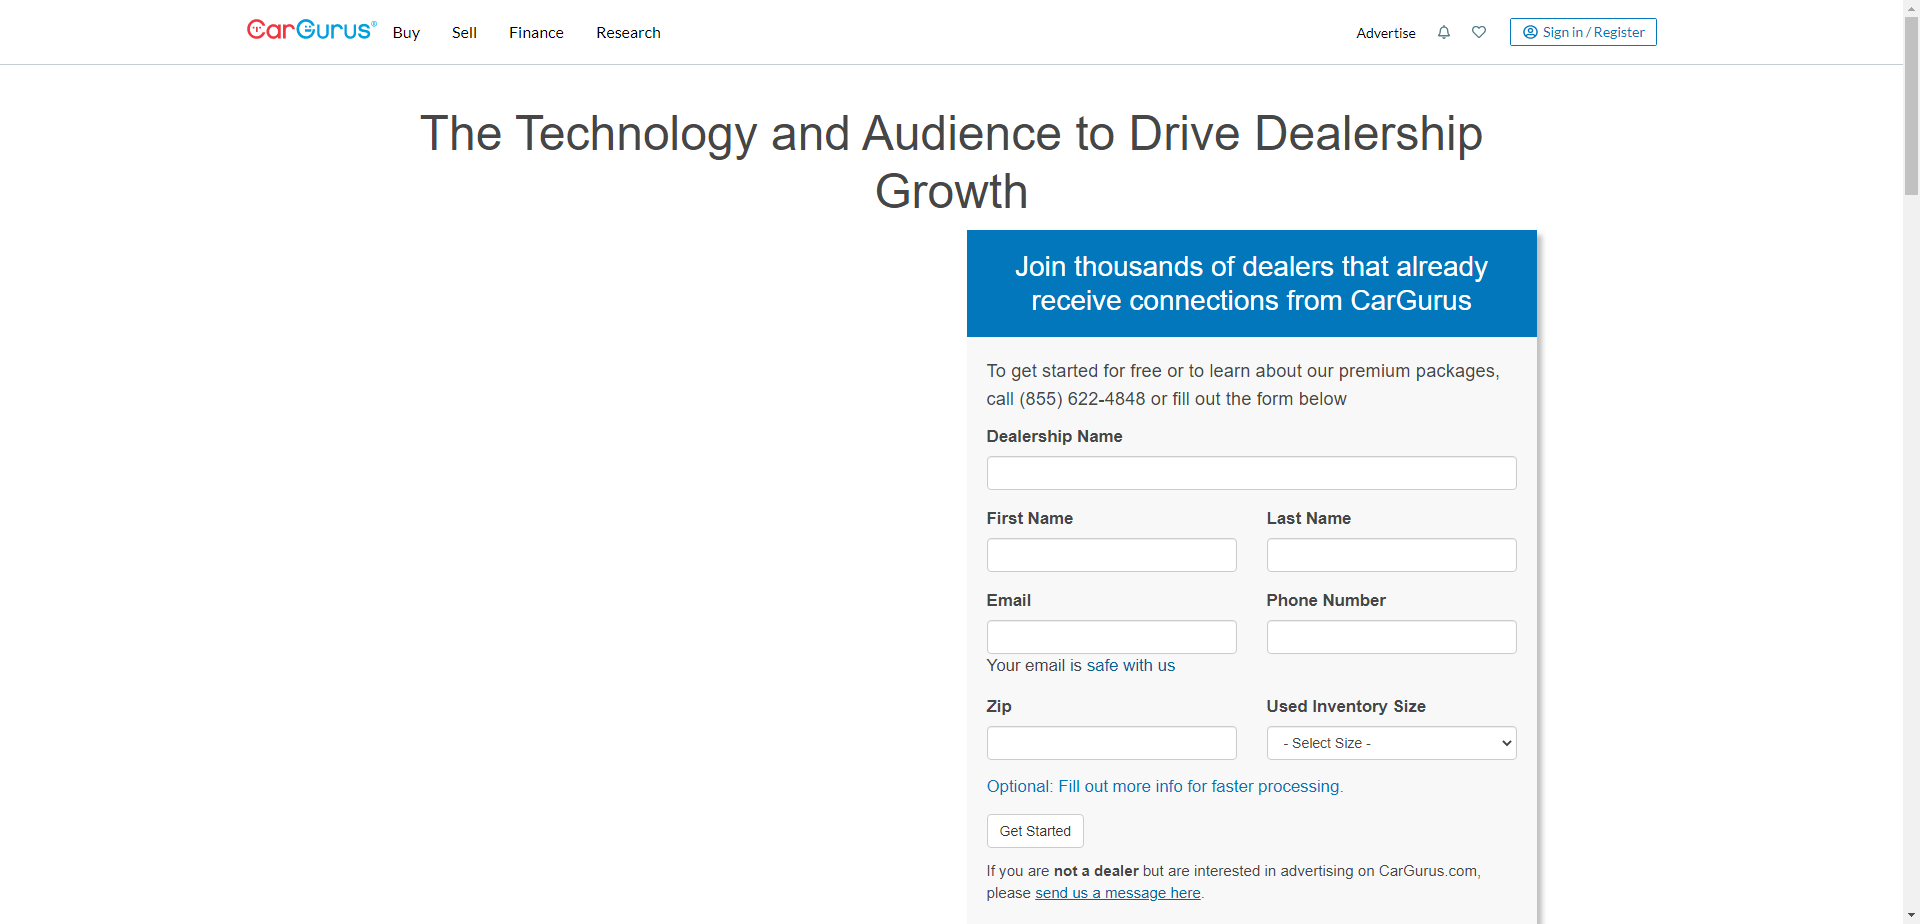 CarGurus®
Buy
Sell
Finance
Research
Advertise
Sign in / Register
The Technology and Audience to Drive Dealership
Growth
Join thousands of dealers that already
receive connections from CarGurus
To get started for free or to learn about our premium packages,
call (855) 622-4848 or fill out the form below
Dealership Name
First Name
Last Name
Email
Phone Number
Your email is safe with us
Zip
Used Inventory Size
- Select Size -
Optional: Fill out more info for faster processing.
Get Started
If you are not a dealer but are interested in advertising on CarGurus.com,
please send us a message here.